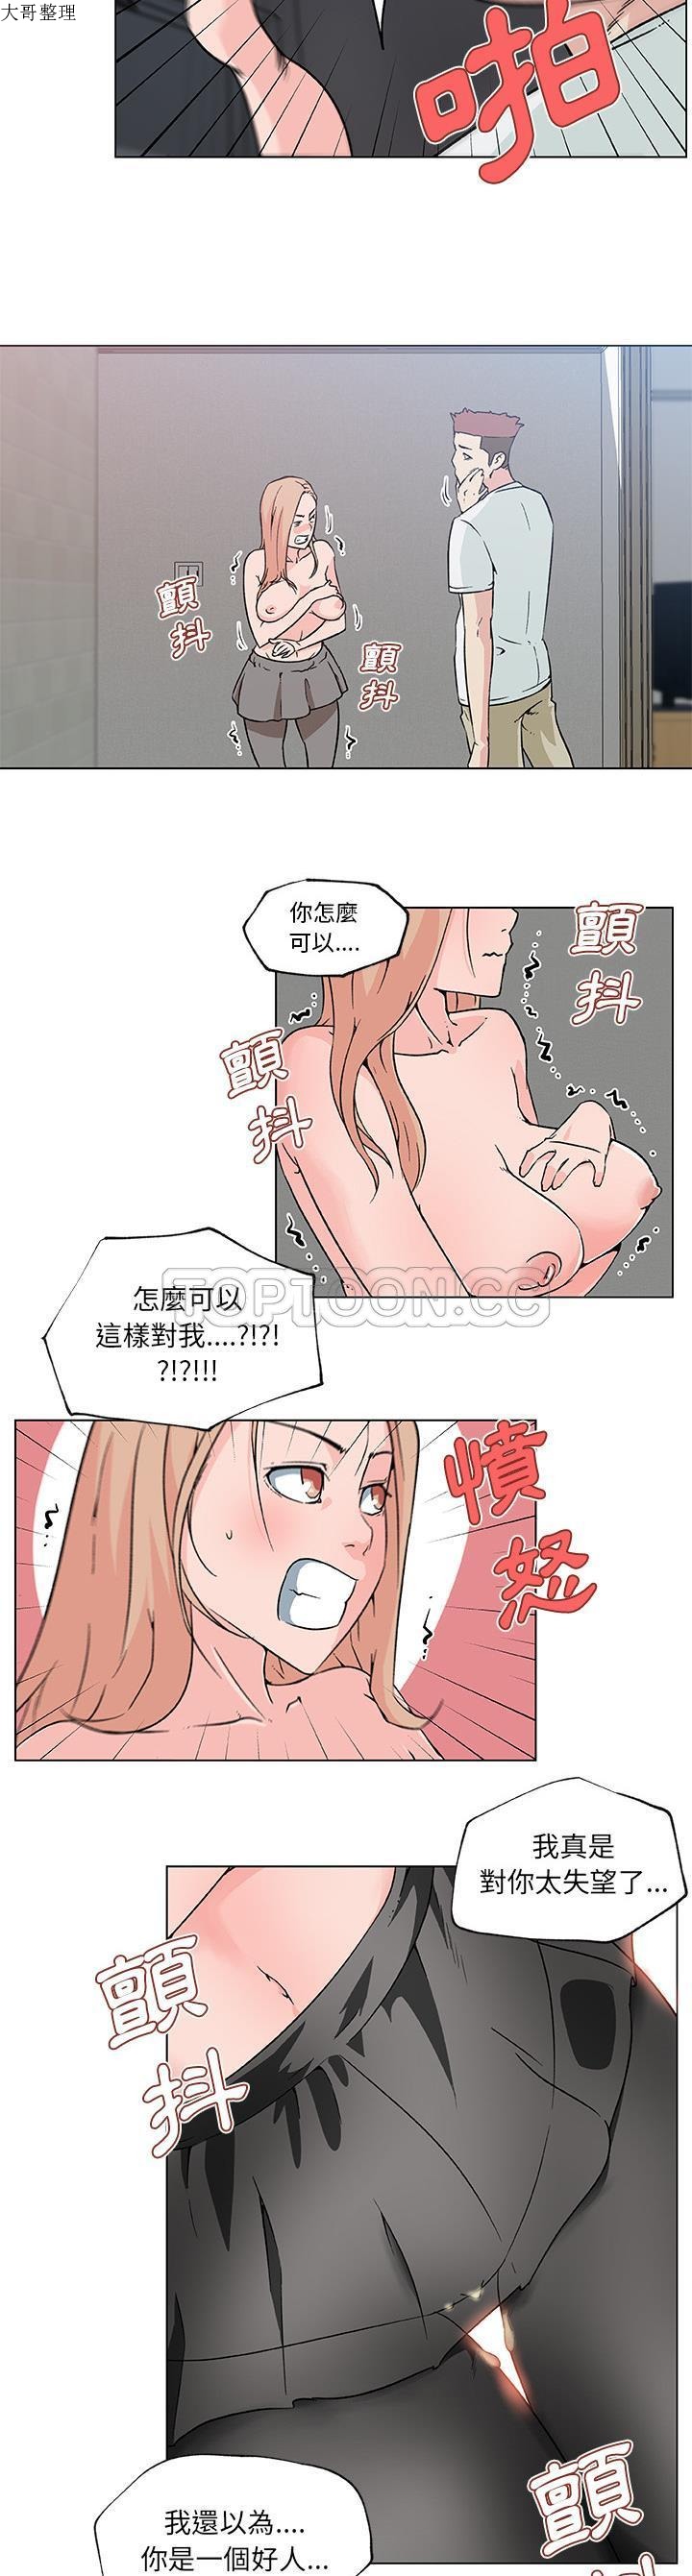 大哥整理
啪
顫
抖
顫
抖
你怎麼
可以....
顫
抖
顫
抖
怎麼可以
這樣對我....?!?!
?!?!!!
TOPTOON.CC
憤
怒
我真是
對你太失望了...
顫
抖
顫
抖
我還以為....
你是一個好人...